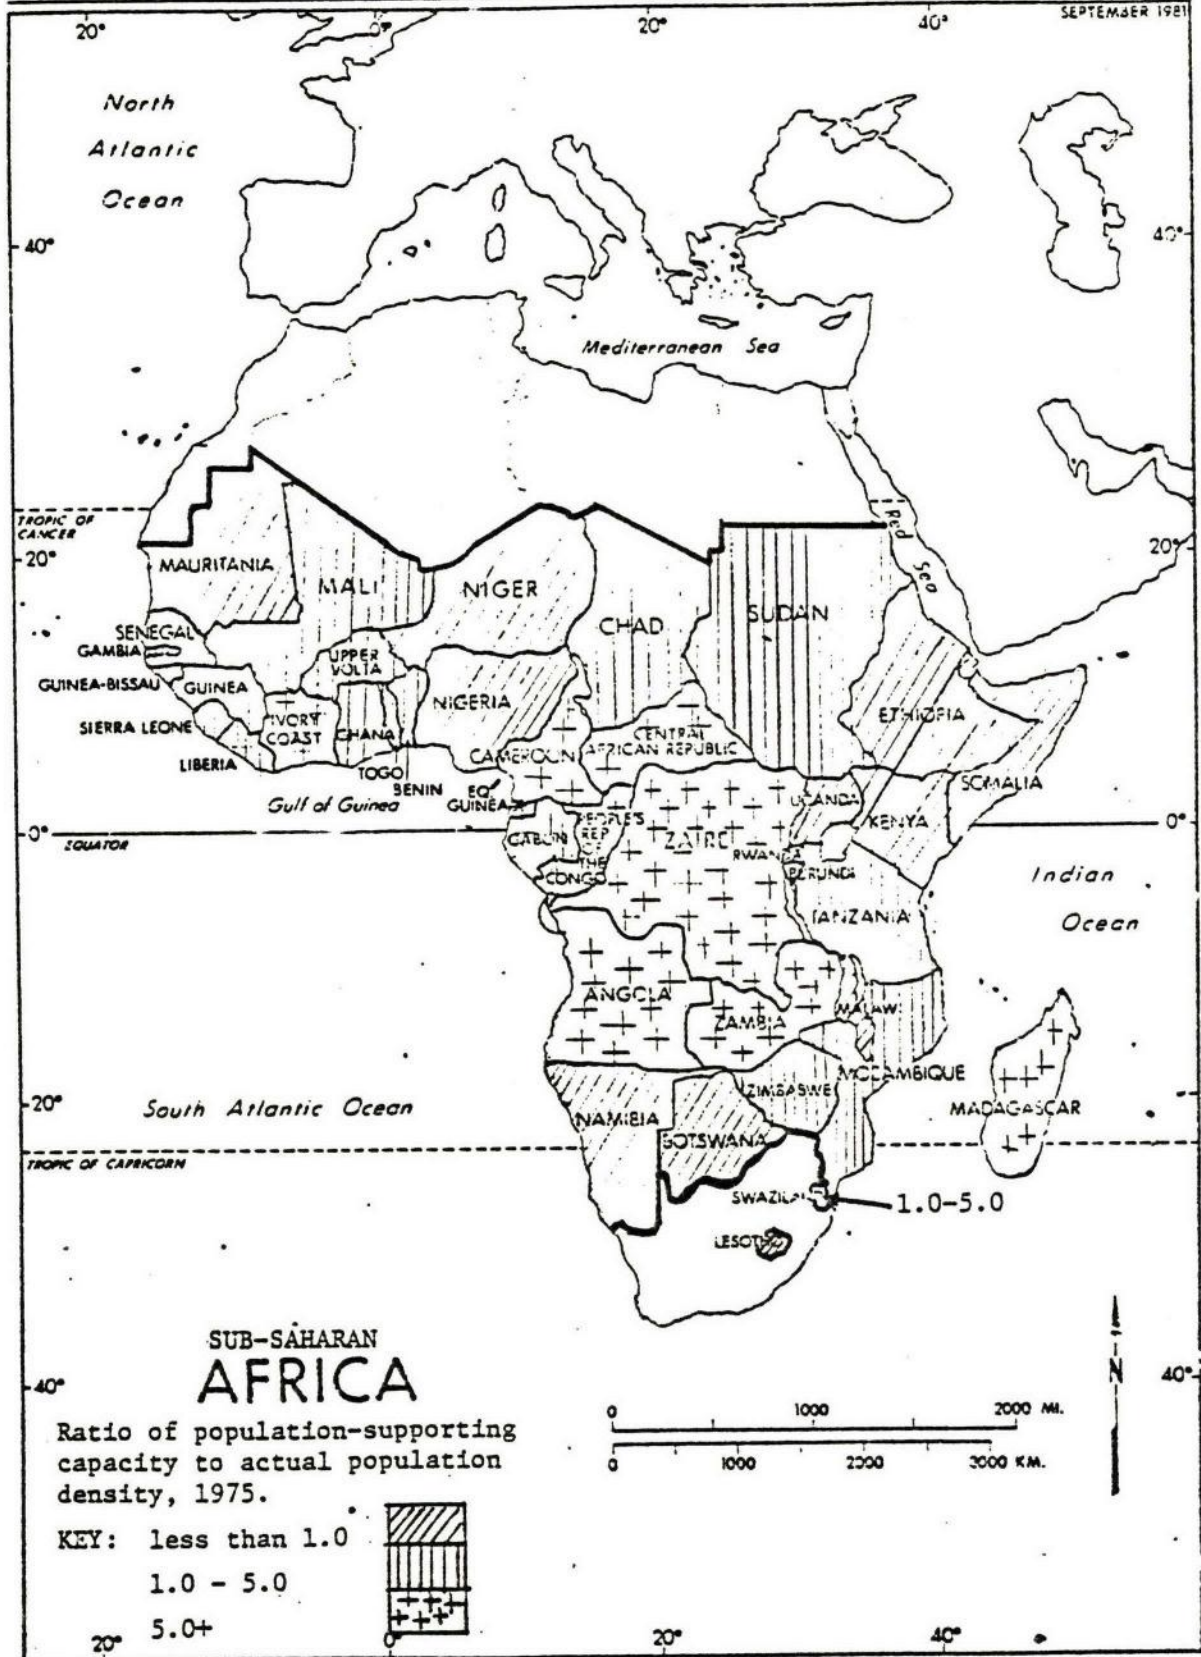 SEPTEMBER 1981
20°
0°
20°
40°
North
Atlantic
Ocean
40°
40°
Mediterranean Sea
TROPIC OF
CANCER
Red
Sea
20°
20°
MAURITANIA
MALI
NIGER
CHAD
SUDAN
SENEGAL
GAMBIA
UPPER
VOLTA
GUINEA-BISSAU
GUINEA
NIGERIA
ETHIOPIA
SIERRA LEONE
IVORY
COAST
GHANA
CENTRAL
AFRICAN REPUBLIC
CAMEROUN
LIBERIA
TOGO
BENIN
SOMALIA
Gulf of Guinea
EQ.
GUINEA
UGANDA
KENYA
0°
0°
EQUATOR
GABON
PEOPLE'S
REP
OF
THE
CONGO
ZAIRE
RWANDA
BURUNDI
Indian
Ocean
TANZANIA
ANGOLA
ZAMBIA
MALAWI
MOZAMBIQUE
ZIMBASWE
MADAGASCAR
20°
20°
South Atlantic Ocean
NAMIBIA
BOTSWANA
TROPIC OF CAPRICORN
SWAZILAND
1.0-5.0
LESOTHO
SUB-SAHARAN
AFRICA
40°
40°
N
Ratio of population-supporting
capacity to actual population
density, 1975.
0 1000 2000 MI.
0 1000 2000 3000 KM.
KEY: less than 1.0
1.0 - 5.0
5.0+
20°
0°
20°
40°